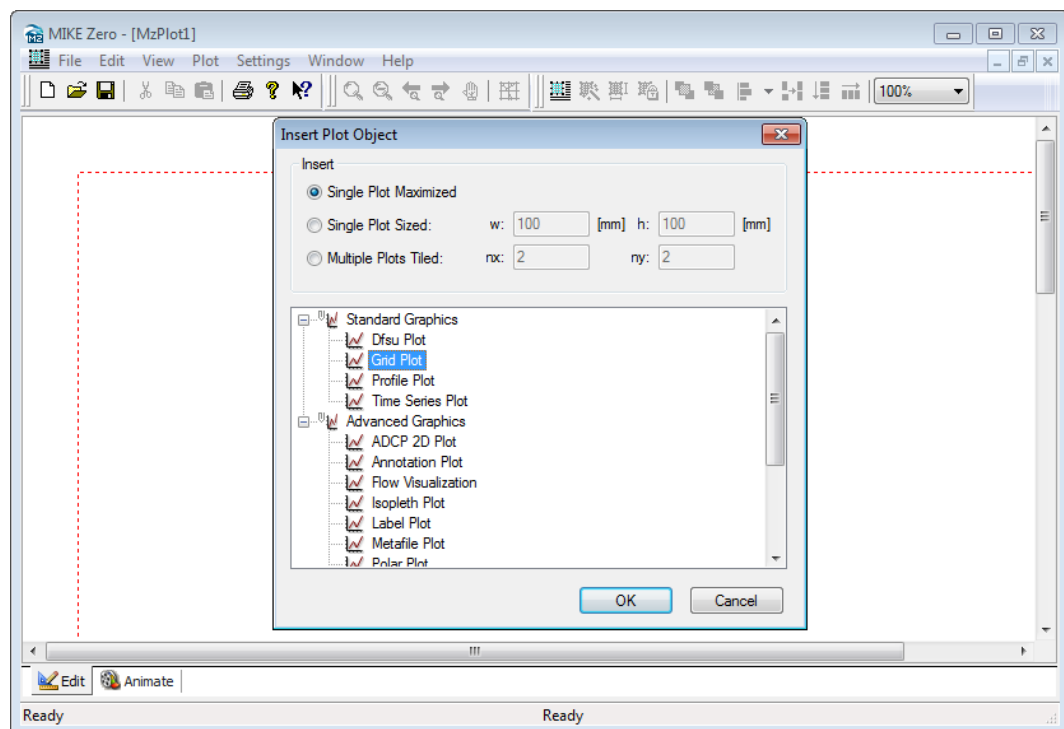 MIKE Zero - [MzPlot1]
File Edit View Plot Settings Window Help
100%
Insert Plot Object
Insert
Single Plot Maximized
Single Plot Sized: w: 100 [mm] h: 100 [mm]
Multiple Plots Tiled: nx: 2 ny: 2
Standard Graphics
Dfsu Plot
Grid Plot
Profile Plot
Time Series Plot
Advanced Graphics
ADCP 2D Plot
Annotation Plot
Flow Visualization
Isopleth Plot
Label Plot
Metafile Plot
Polar Plot
OK Cancel
Edit Animate
Ready Ready